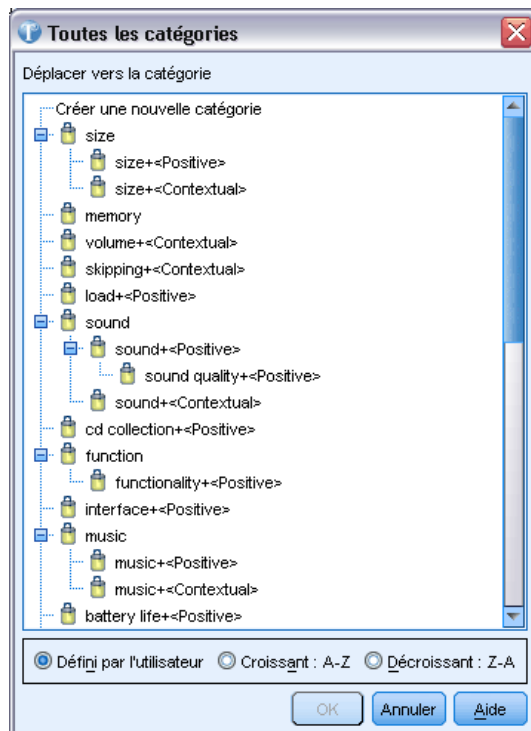 Toutes les catégories
Déplacer vers la catégorie
Créer une nouvelle catégorie
size
size+<Positive>
size+<Contextual>
memory
volume+<Contextual>
skipping+<Contextual>
load+<Positive>
sound
sound+<Positive>
sound quality+<Positive>
sound+<Contextual>
cd collection+<Positive>
function
functionality+<Positive>
interface+<Positive>
music
music+<Positive>
music+<Contextual>
battery life+<Positive>
Défini par l'utilisateur Croissant : A-Z Décroissant : Z-A
OK Annuler Aide